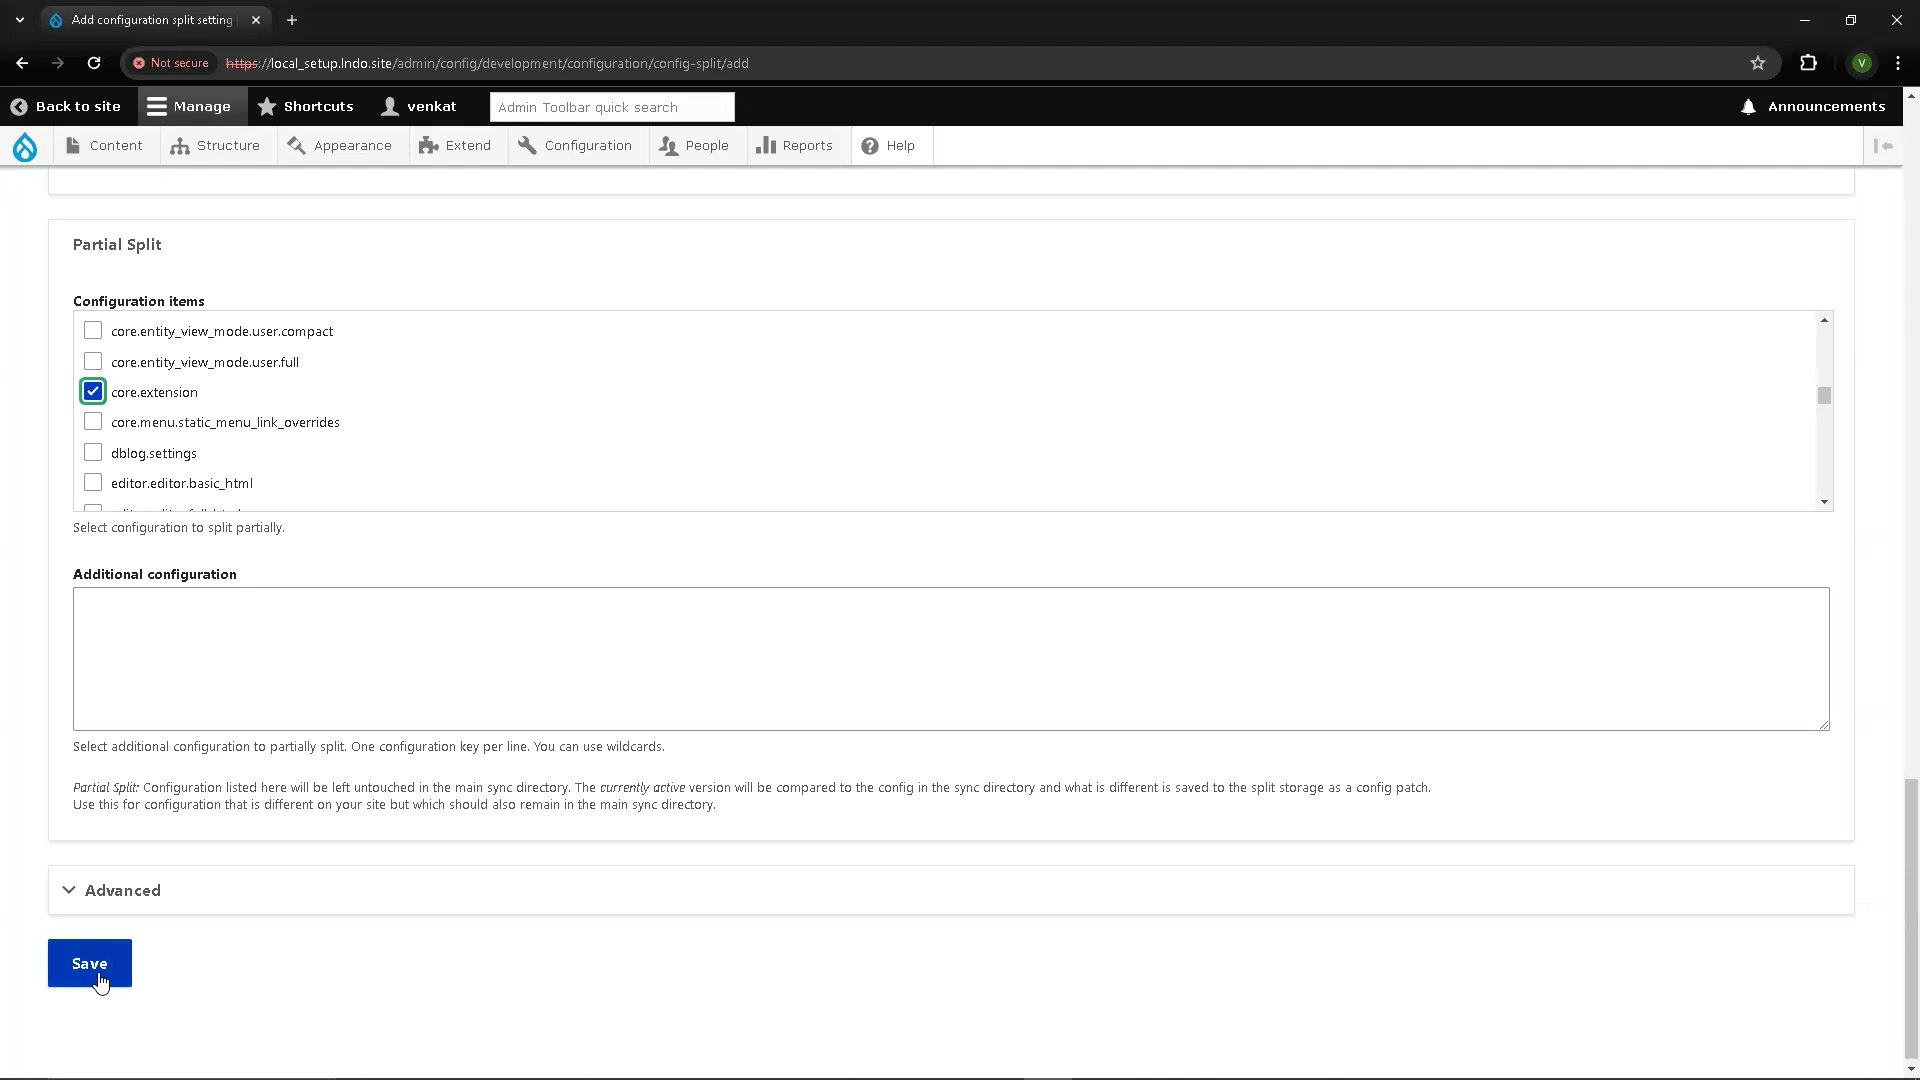 Add configuration split setting
Not secure
https://local_setup.lndo.site/admin/config/development/configuration/config-split/add
V
Back to site
Manage
Shortcuts
venkat
Admin Toolbar quick search
Announcements
Content
Structure
Appearance
Extend
Configuration
People
Reports
Help
Partial Split
Configuration items
core.entity_view_mode.user.compact
core.entity_view_mode.user.full
core.extension
core.menu.static_menu_link_overrides
dblog.settings
editor.editor.basic_html
Select configuration to split partially.
Additional configuration
Select additional configuration to partially split. One configuration key per line. You can use wildcards.
Partial Split: Configuration listed here will be left untouched in the main sync directory. The currently active version will be compared to the config in the sync directory and what is different is saved to the split storage as a config patch.
Use this for configuration that is different on your site but which should also remain in the main sync directory.
Advanced
Save